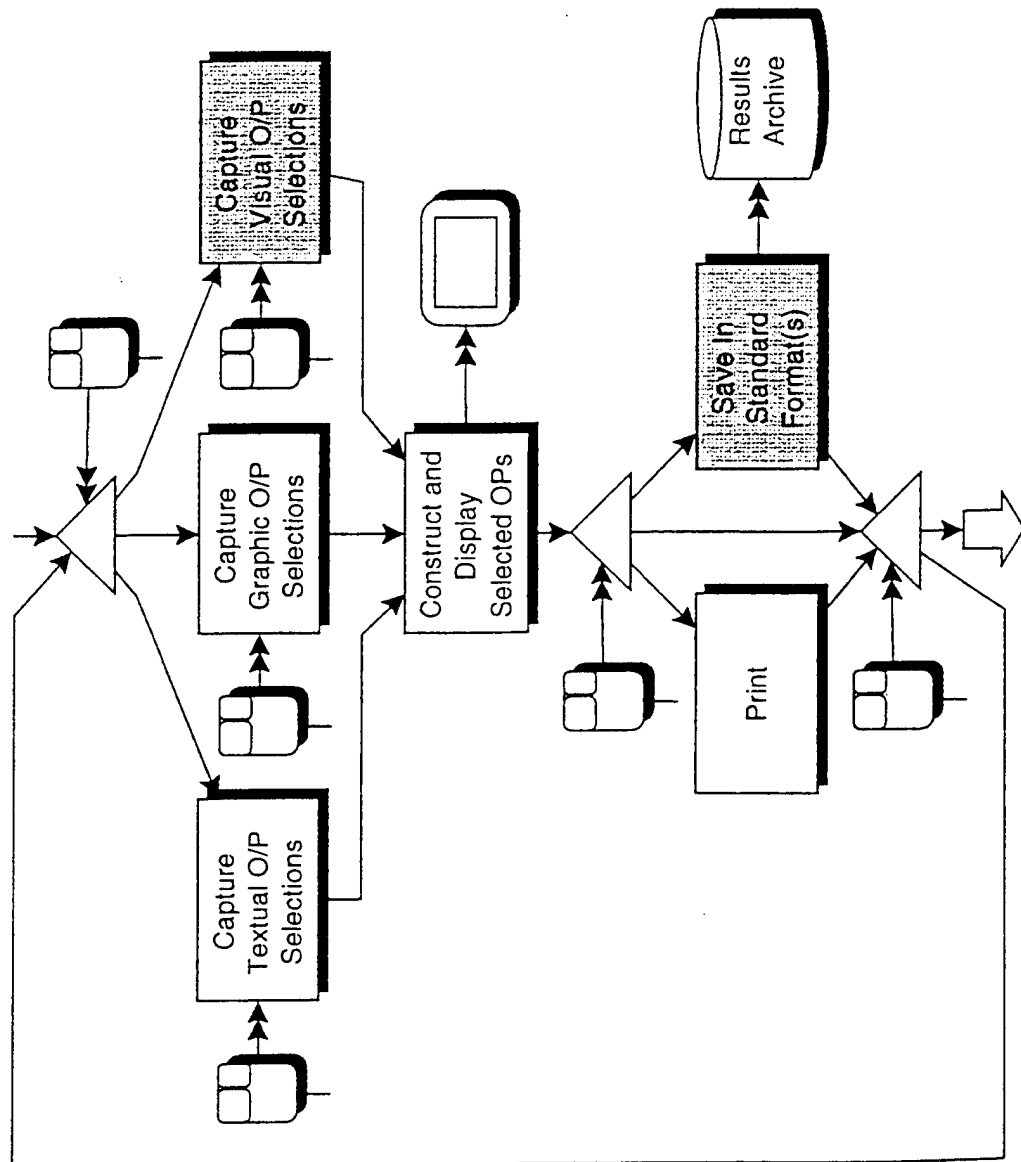 Capture
Textual O/P
Selections
Capture
Graphic O/P
Selections
Capture
Visual O/P
Selections
Construct and
Display
Selected OPs
Print
Save In
Standard
Format(s)
Results
Archive